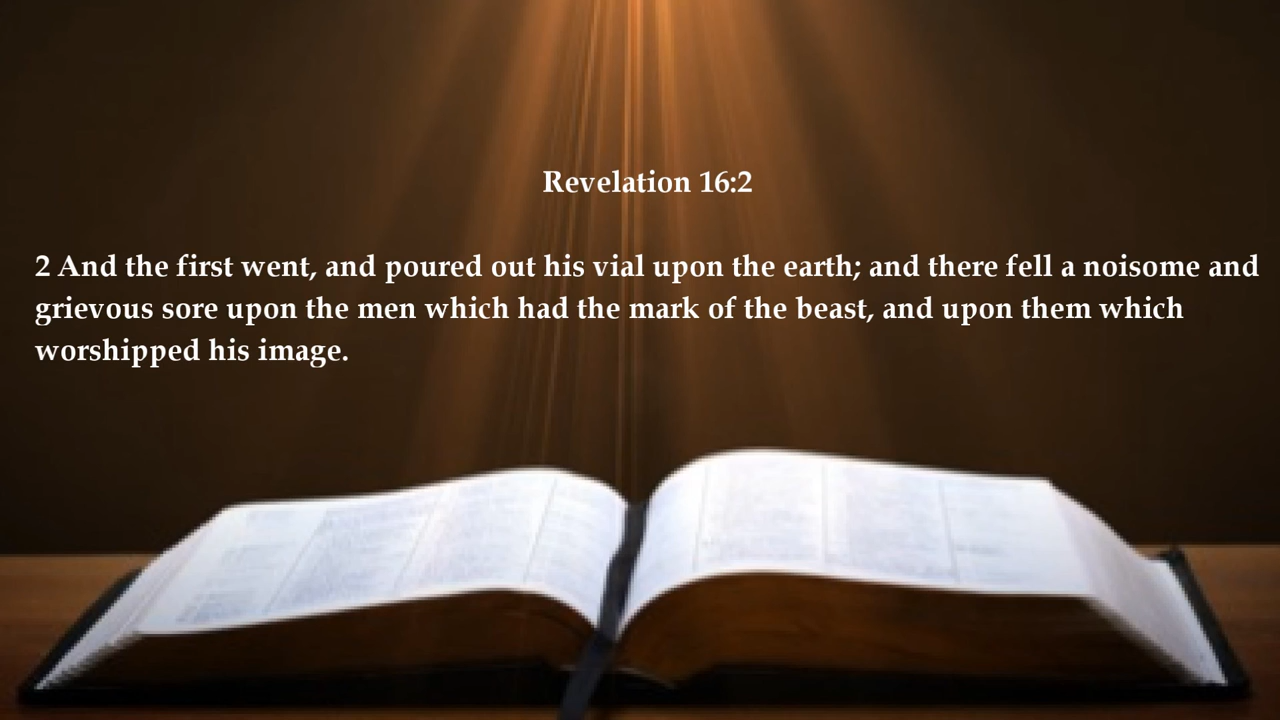 Revelation 16:2
2 And the first went, and poured out his vial upon the earth; and there fell a noisome and
grievous sore upon the men which had the mark of the beast, and upon them which
worshipped his image.